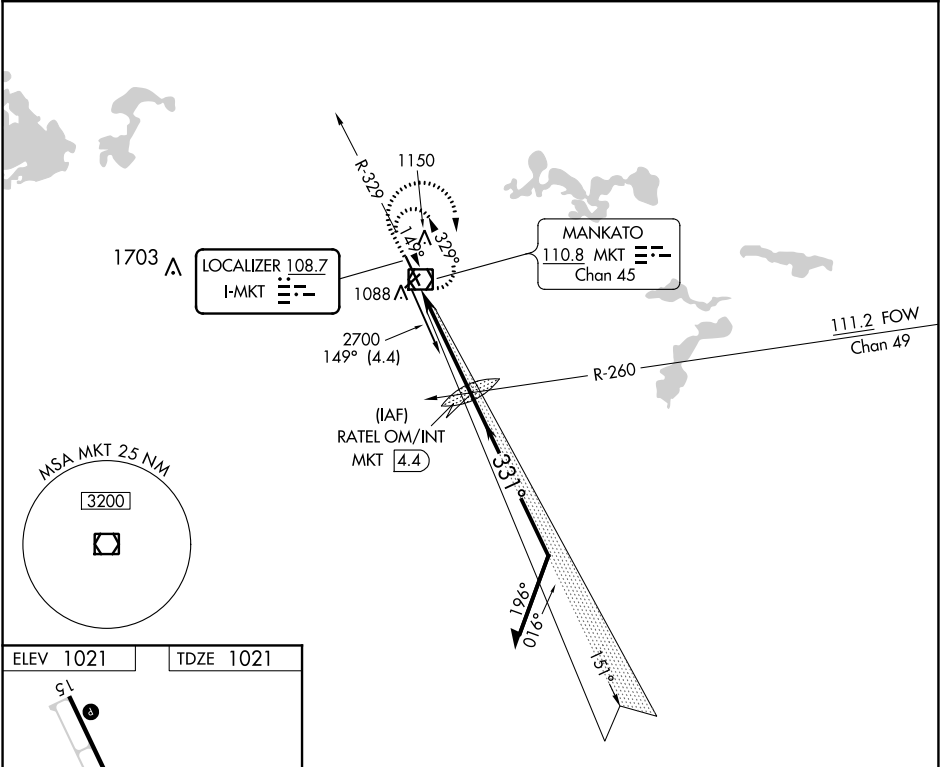 R-329
1150
149°
329°
1703
LOCALIZER 108.7
I-MKT
1088
MANKATO
110.8 MKT
Chan 45
2700
149° (4.4)
111.2 FOW
Chan 49
R-260
(IAF)
RATEL OM/INT
MKT 4.4
331°
MSA MKT 25 NM
3200
196°
016°
151°
ELEV 1021
TDZE 1021
15
P